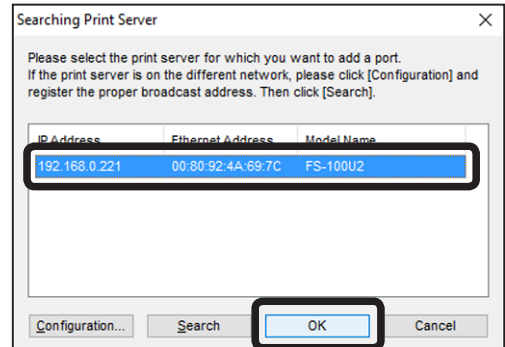 Searching Print Server
Please select the print server for which you want to add a port.
If the print server is on the different network, please click [Configuration] and
register the proper broadcast address. Then click [Search].
IP Address Ethernet Address Model Name
192.168.0.221 00:80:92:4A:69:7C FS-100U2
Configuration... Search OK Cancel